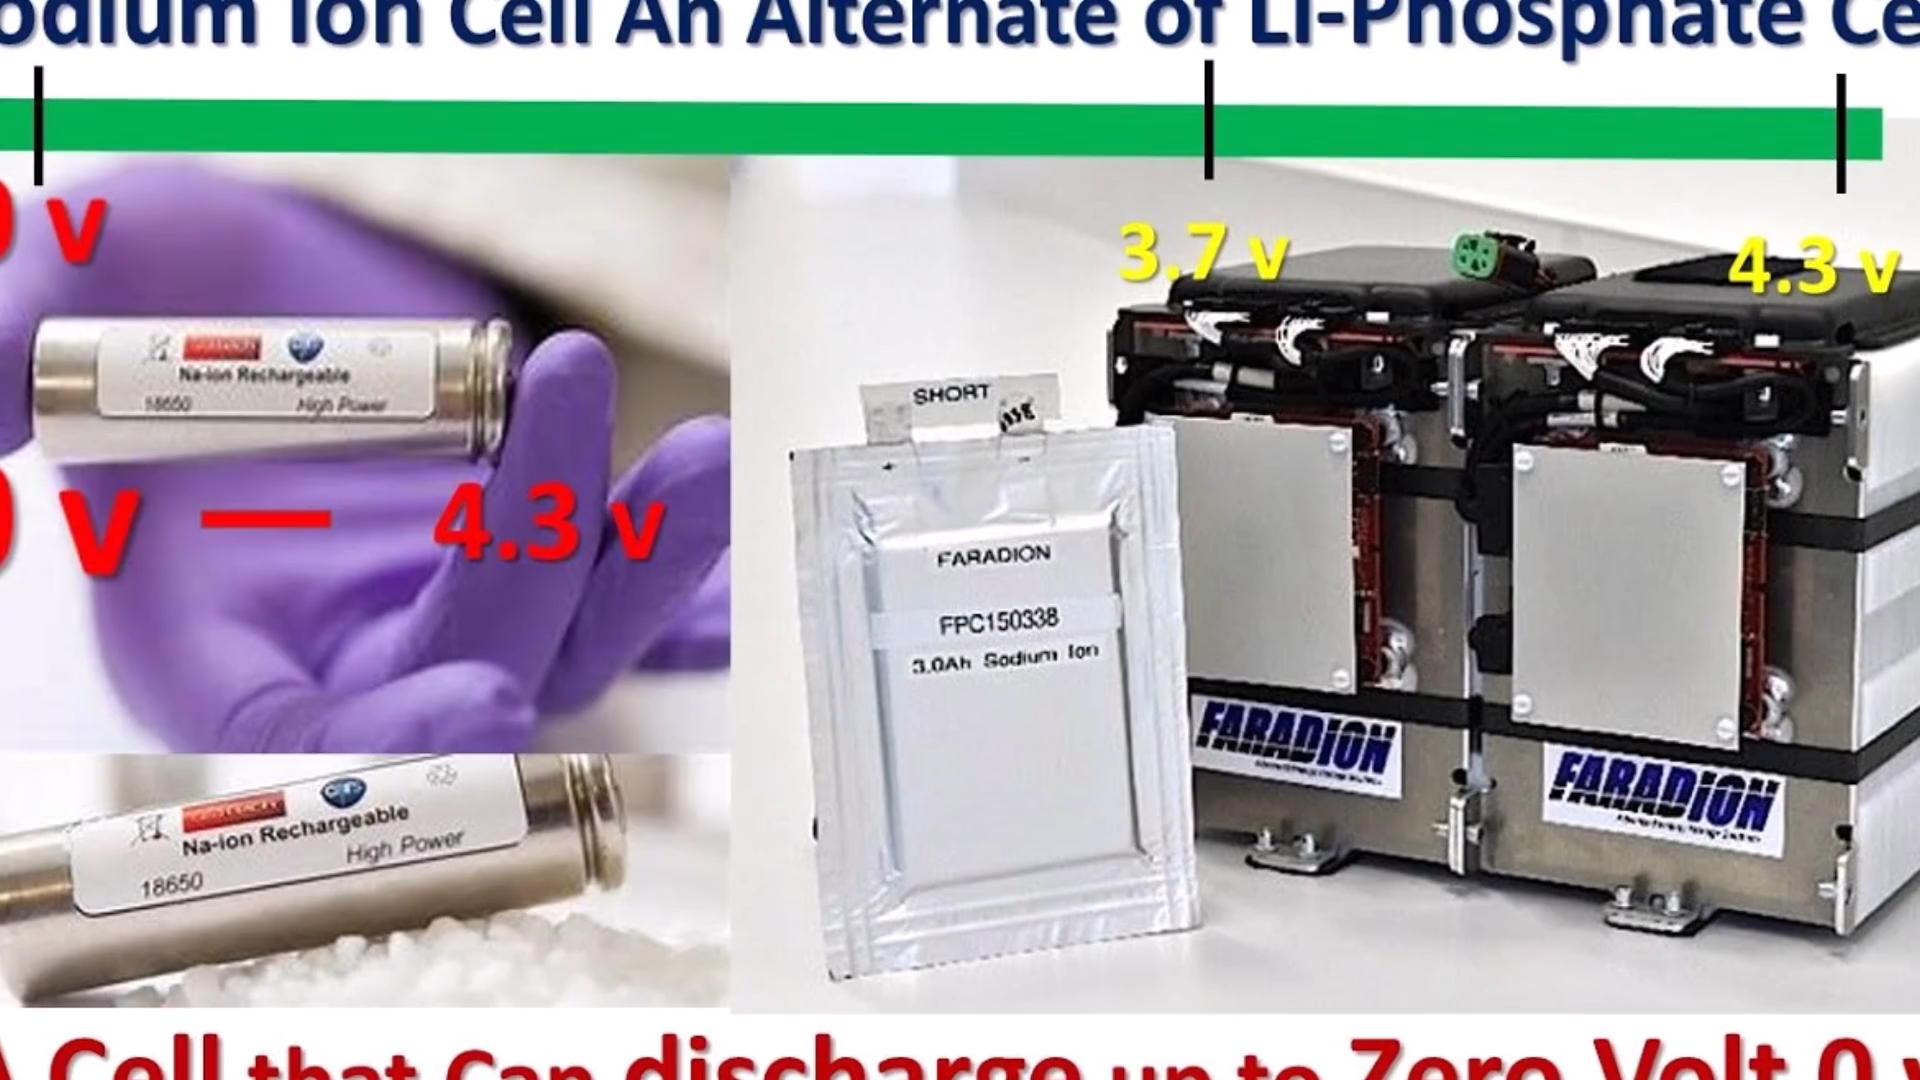 odium Ion Cell An Alternate of Li-Phosphate Ce
0 v
3.7 v
4.3 v
Na-ion Rechargeable
18650 High Power
0 v — 4.3 v
SHORT
FARADION
FPC150338
3.0Ah Sodium Ion
FARADION
FARADION
Na-ion Rechargeable
High Power
18650
A Cell that Can discharge up to Zero Volt 0 v